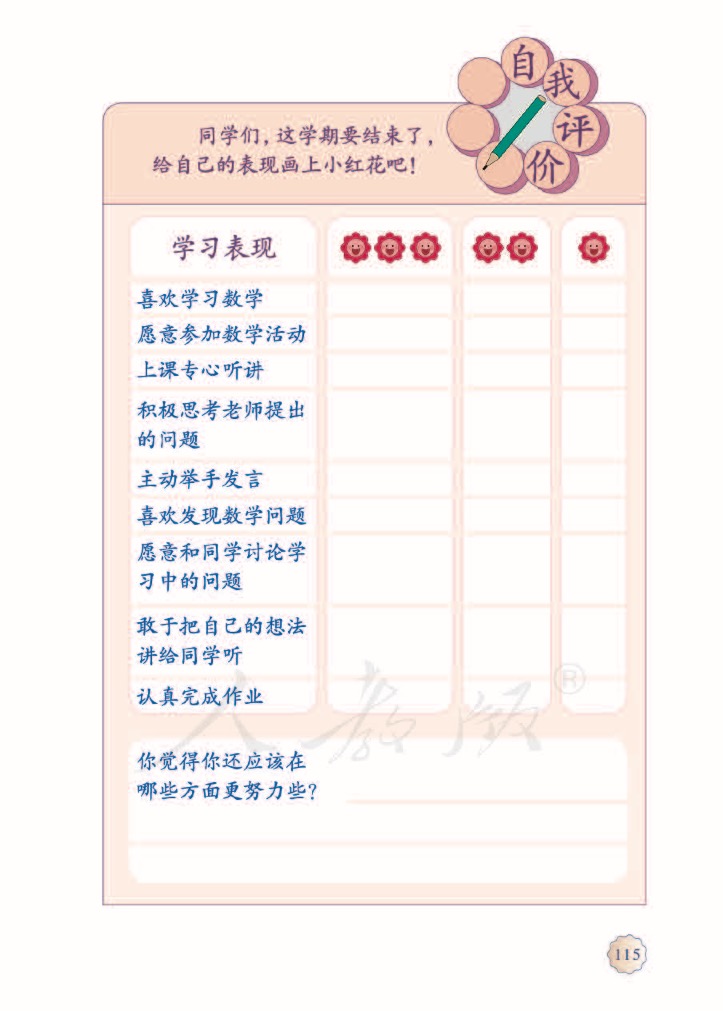 自我评价
同学们，这学期要结束了，
给自己的表现画上小红花吧！
学习表现
喜欢学习数学
愿意参加数学活动
上课专心听讲
积极思考老师提出
的问题
主动举手发言
喜欢发现数学问题
愿意和同学讨论学
习中的问题
敢于把自己的想法
讲给同学听
认真完成作业
人教版®
你觉得你还应该在
哪些方面更努力些？
115